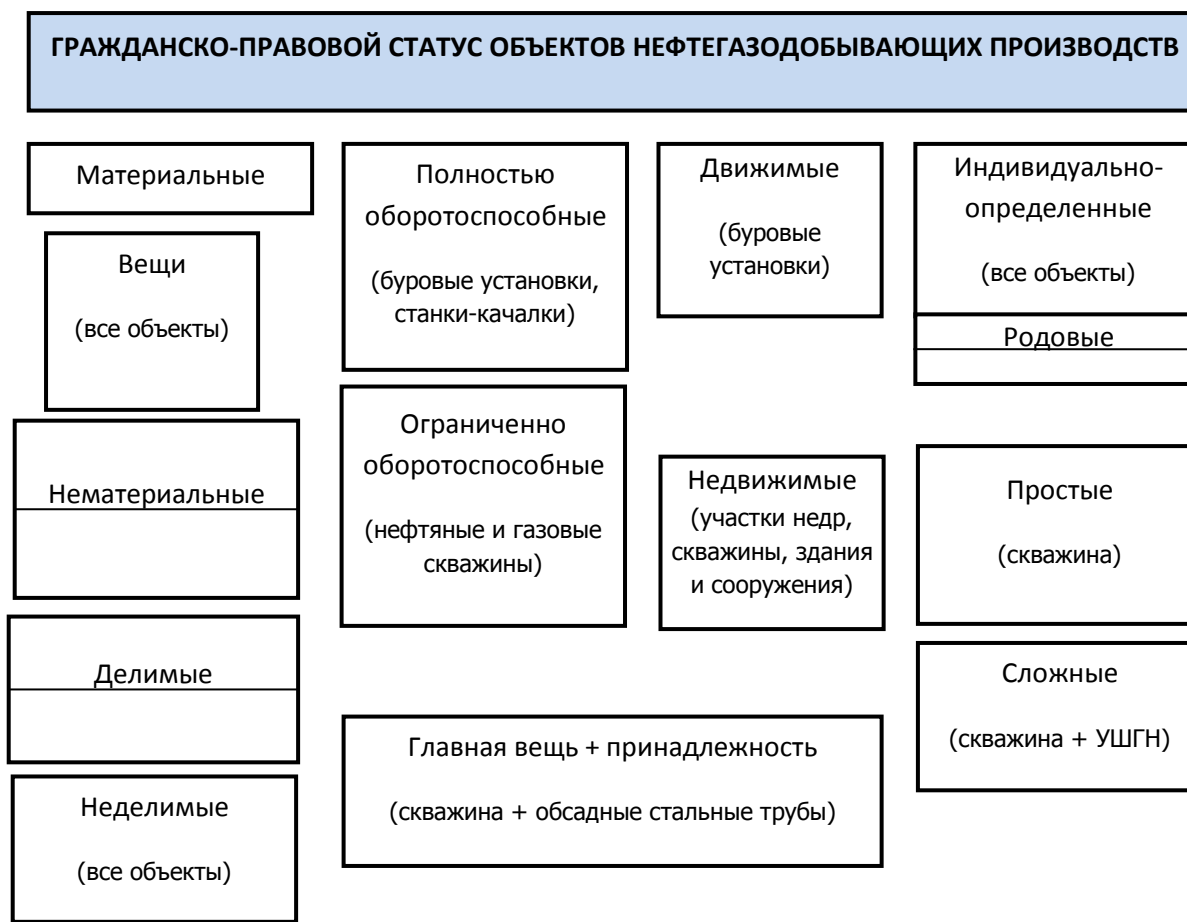 ГРАЖДАНСКО-ПРАВОВОЙ СТАТУС ОБЪЕКТОВ НЕФТЕГАЗОДОБЫВАЮЩИХ ПРОИЗВОДСТВ
Материальные
Вещи
(все объекты)
Нематериальные
Делимые
Неделимые
(все объекты)
Полностью
оборотоспособные
(буровые установки,
станки-качалки)
Ограниченно
оборотоспособные
(нефтяные и газовые
скважины)
Движимые
(буровые
установки)
Недвижимые
(участки недр,
скважины, здания
и сооружения)
Главная вещь + принадлежность
(скважина + обсадные стальные трубы)
Индивидуально-
определенные
(все объекты)
Родовые
Простые
(скважина)
Сложные
(скважина + УШГН)